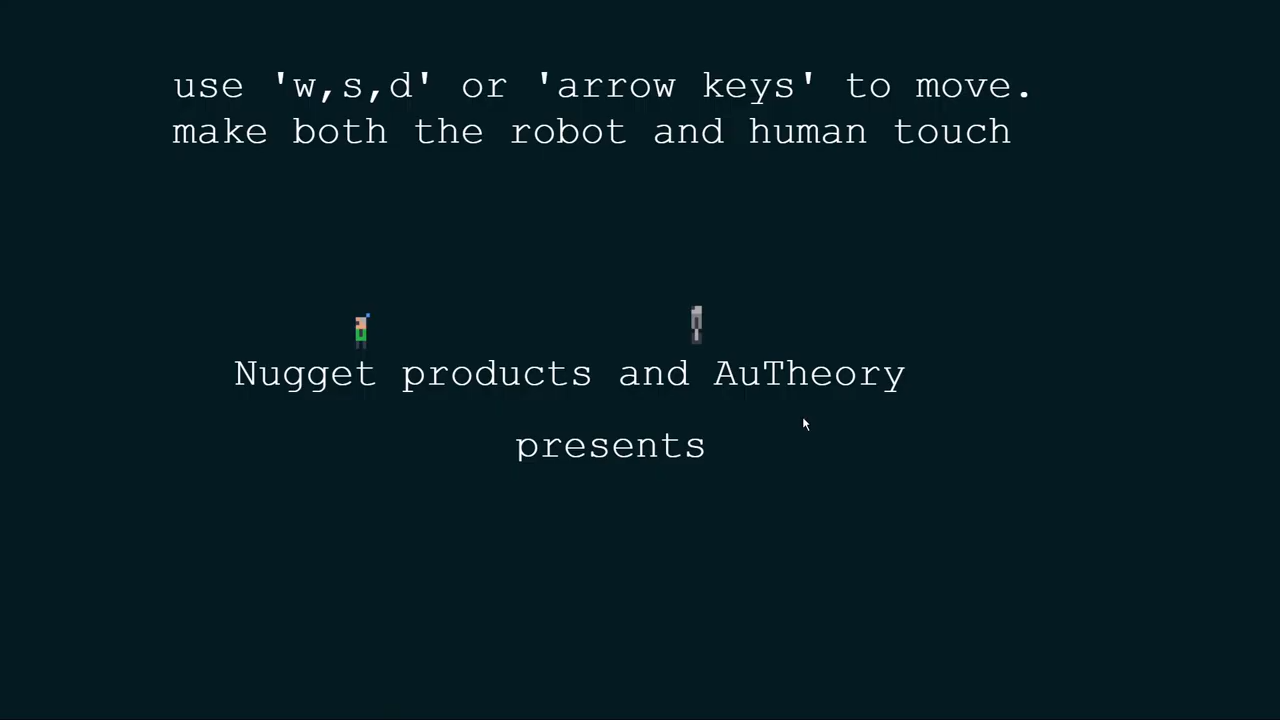 use 'w,s,d' or 'arrow keys' to move.
make both the robot and human touch
Nugget products and AuTheory
presents